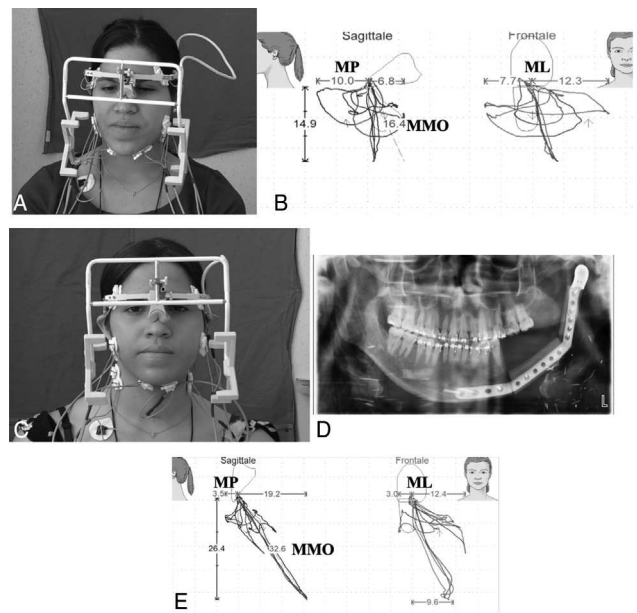 A
B
Sagittale
MP
10.0
6.8
14.9
16.4
MMO
Frontale
ML
7.7
12.3
C
D
L
E
Sagittale
MP
3.5
19.2
26.4
32.6
MMO
Frontale
ML
3.0
12.4
9.6